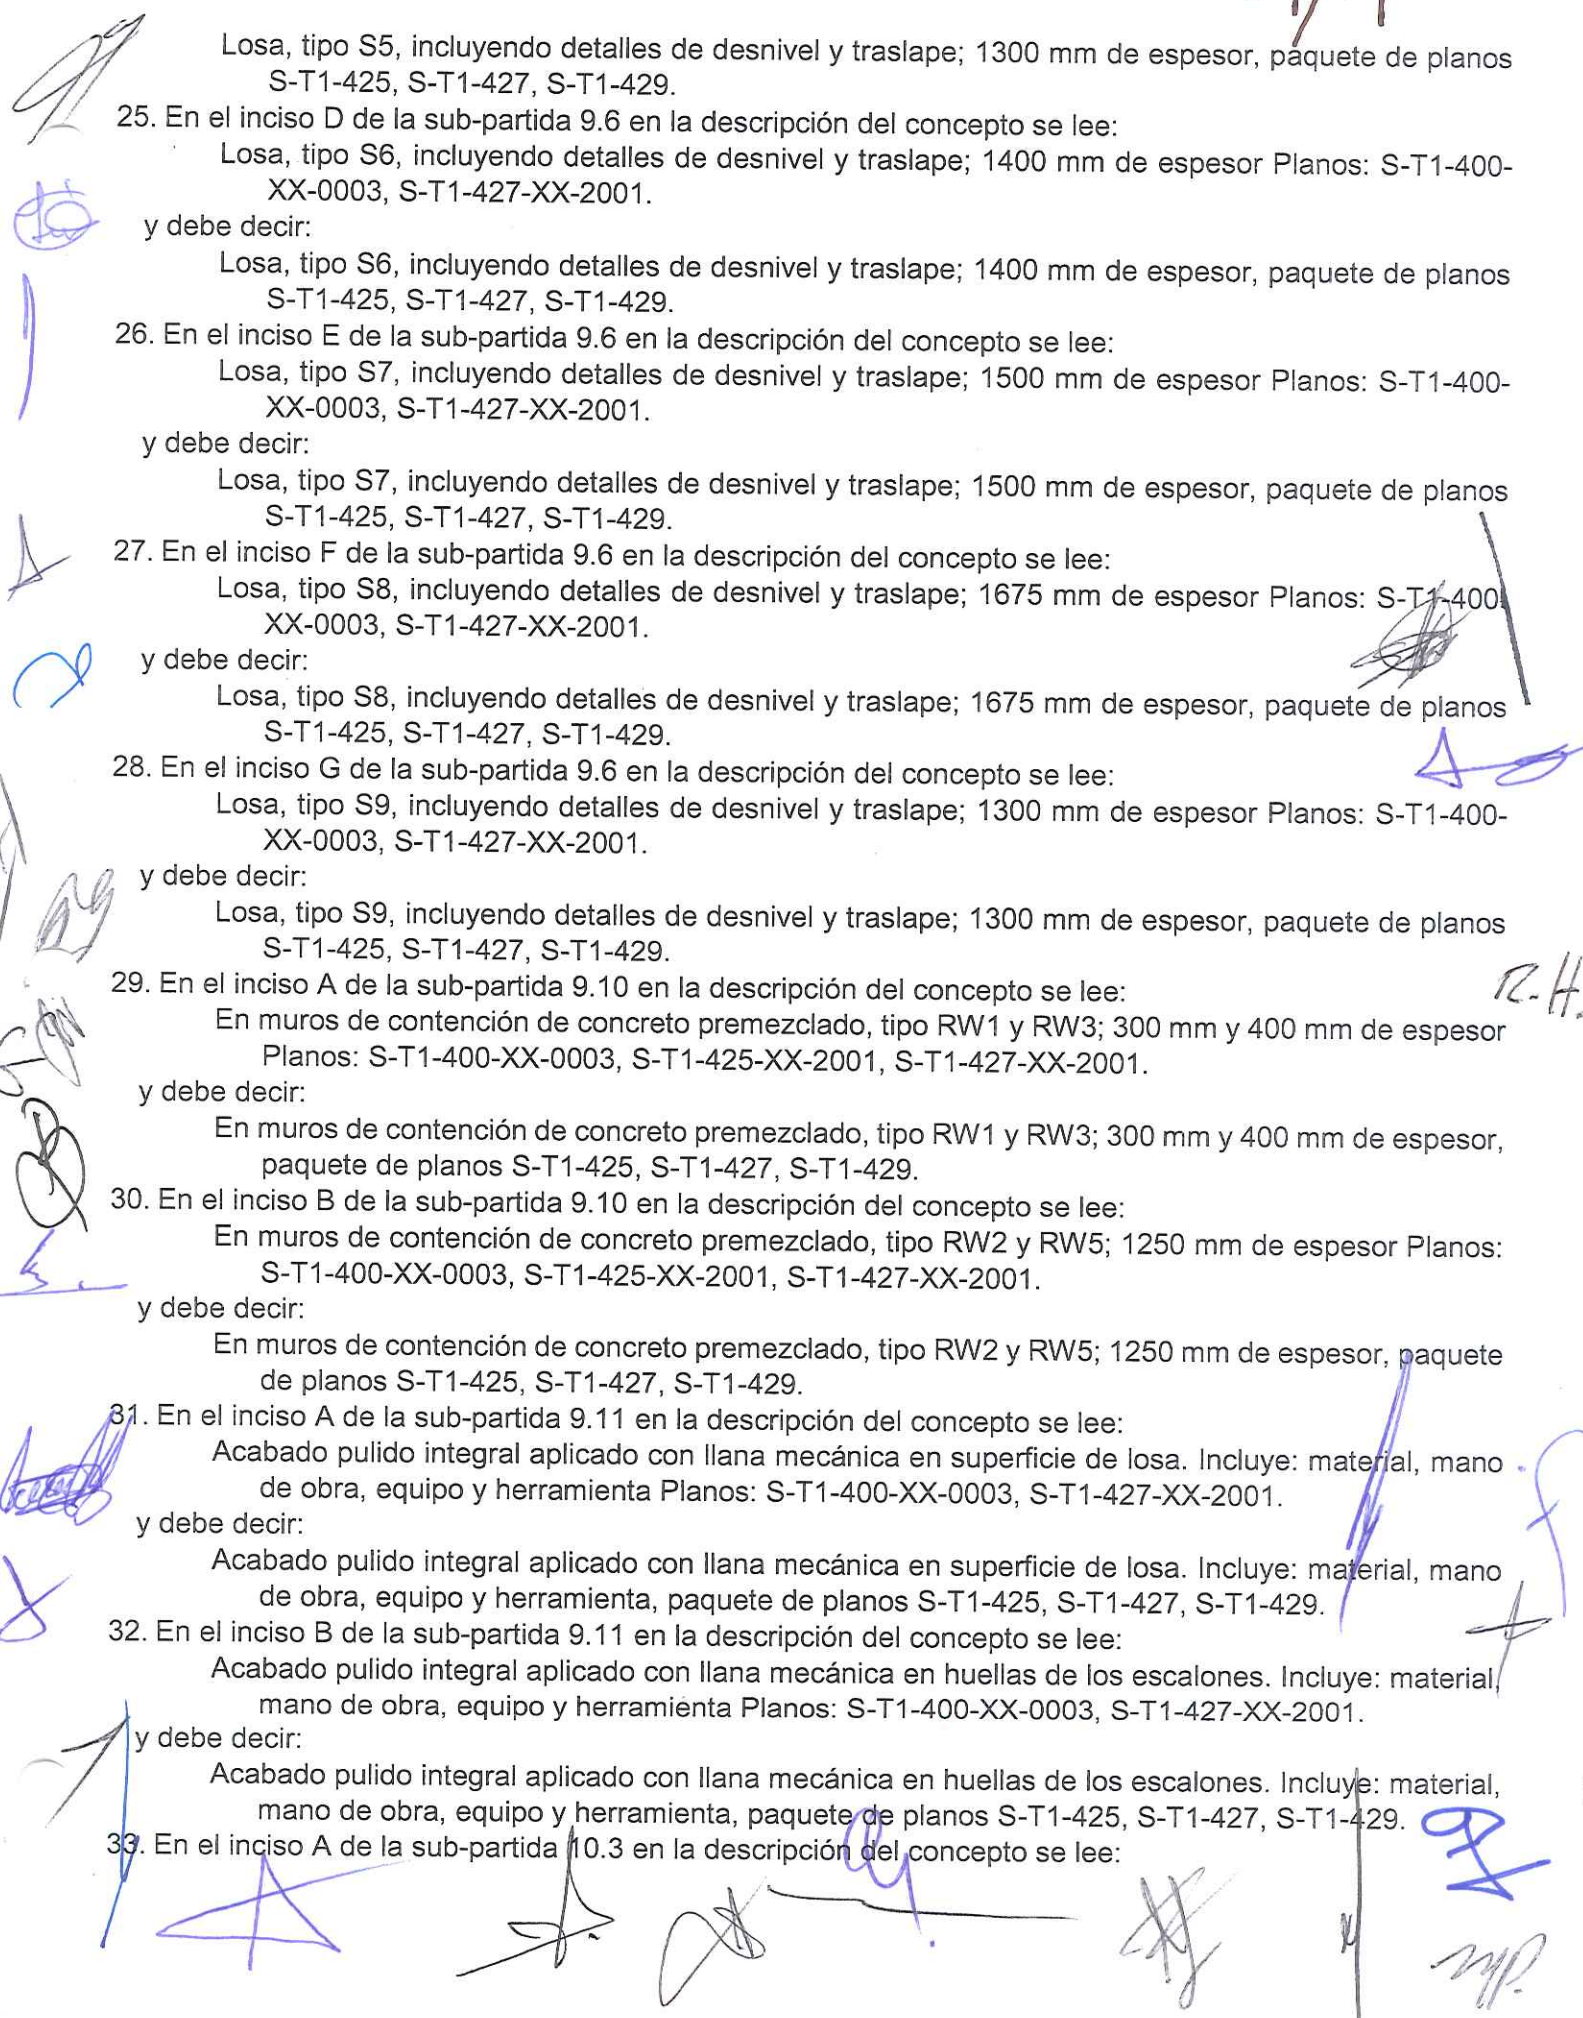 Losa, tipo S5, incluyendo detalles de desnivel y traslape; 1300 mm de espesor, paquete de planos
S-T1-425, S-T1-427, S-T1-429.
25. En el inciso D de la sub-partida 9.6 en la descripción del concepto se lee:
Losa, tipo S6, incluyendo detalles de desnivel y traslape; 1400 mm de espesor Planos: S-T1-400-
XX-0003, S-T1-427-XX-2001.
y debe decir:
Losa, tipo S6, incluyendo detalles de desnivel y traslape; 1400 mm de espesor, paquete de planos
S-T1-425, S-T1-427, S-T1-429.
26. En el inciso E de la sub-partida 9.6 en la descripción del concepto se lee:
Losa, tipo S7, incluyendo detalles de desnivel y traslape; 1500 mm de espesor Planos: S-T1-400-
XX-0003, S-T1-427-XX-2001.
y debe decir:
Losa, tipo S7, incluyendo detalles de desnivel y traslape; 1500 mm de espesor, paquete de planos
S-T1-425, S-T1-427, S-T1-429.
27. En el inciso F de la sub-partida 9.6 en la descripción del concepto se lee:
Losa, tipo S8, incluyendo detalles de desnivel y traslape; 1675 mm de espesor Planos: S-T1-400-
XX-0003, S-T1-427-XX-2001.
y debe decir:
Losa, tipo S8, incluyendo detalles de desnivel y traslape; 1675 mm de espesor, paquete de planos
S-T1-425, S-T1-427, S-T1-429.
28. En el inciso G de la sub-partida 9.6 en la descripción del concepto se lee:
Losa, tipo S9, incluyendo detalles de desnivel y traslape; 1300 mm de espesor Planos: S-T1-400-
XX-0003, S-T1-427-XX-2001.
y debe decir:
Losa, tipo S9, incluyendo detalles de desnivel y traslape; 1300 mm de espesor, paquete de planos
S-T1-425, S-T1-427, S-T1-429.
29. En el inciso A de la sub-partida 9.10 en la descripción del concepto se lee:
R.H.
En muros de contención de concreto premezclado, tipo RW1 y RW3; 300 mm y 400 mm de espesor
Planos: S-T1-400-XX-0003, S-T1-425-XX-2001, S-T1-427-XX-2001.
y debe decir:
En muros de contención de concreto premezclado, tipo RW1 y RW3; 300 mm y 400 mm de espesor,
paquete de planos S-T1-425, S-T1-427, S-T1-429.
30. En el inciso B de la sub-partida 9.10 en la descripción del concepto se lee:
En muros de contención de concreto premezclado, tipo RW2 y RW5; 1250 mm de espesor Planos:
S-T1-400-XX-0003, S-T1-425-XX-2001, S-T1-427-XX-2001.
y debe decir:
En muros de contención de concreto premezclado, tipo RW2 y RW5; 1250 mm de espesor, paquete
de planos S-T1-425, S-T1-427, S-T1-429.
31. En el inciso A de la sub-partida 9.11 en la descripción del concepto se lee:
Acabado pulido integral aplicado con llana mecánica en superficie de losa. Incluye: material, mano
de obra, equipo y herramienta Planos: S-T1-400-XX-0003, S-T1-427-XX-2001.
y debe decir:
Acabado pulido integral aplicado con llana mecánica en superficie de losa. Incluye: material, mano
de obra, equipo y herramienta, paquete de planos S-T1-425, S-T1-427, S-T1-429.
32. En el inciso B de la sub-partida 9.11 en la descripción del concepto se lee:
Acabado pulido integral aplicado con llana mecánica en huellas de los escalones. Incluye: material,
mano de obra, equipo y herramienta Planos: S-T1-400-XX-0003, S-T1-427-XX-2001.
y debe decir:
Acabado pulido integral aplicado con llana mecánica en huellas de los escalones. Incluye: material,
mano de obra, equipo y herramienta, paquete de planos S-T1-425, S-T1-427, S-T1-429.
33. En el inciso A de la sub-partida 10.3 en la descripción del concepto se lee: